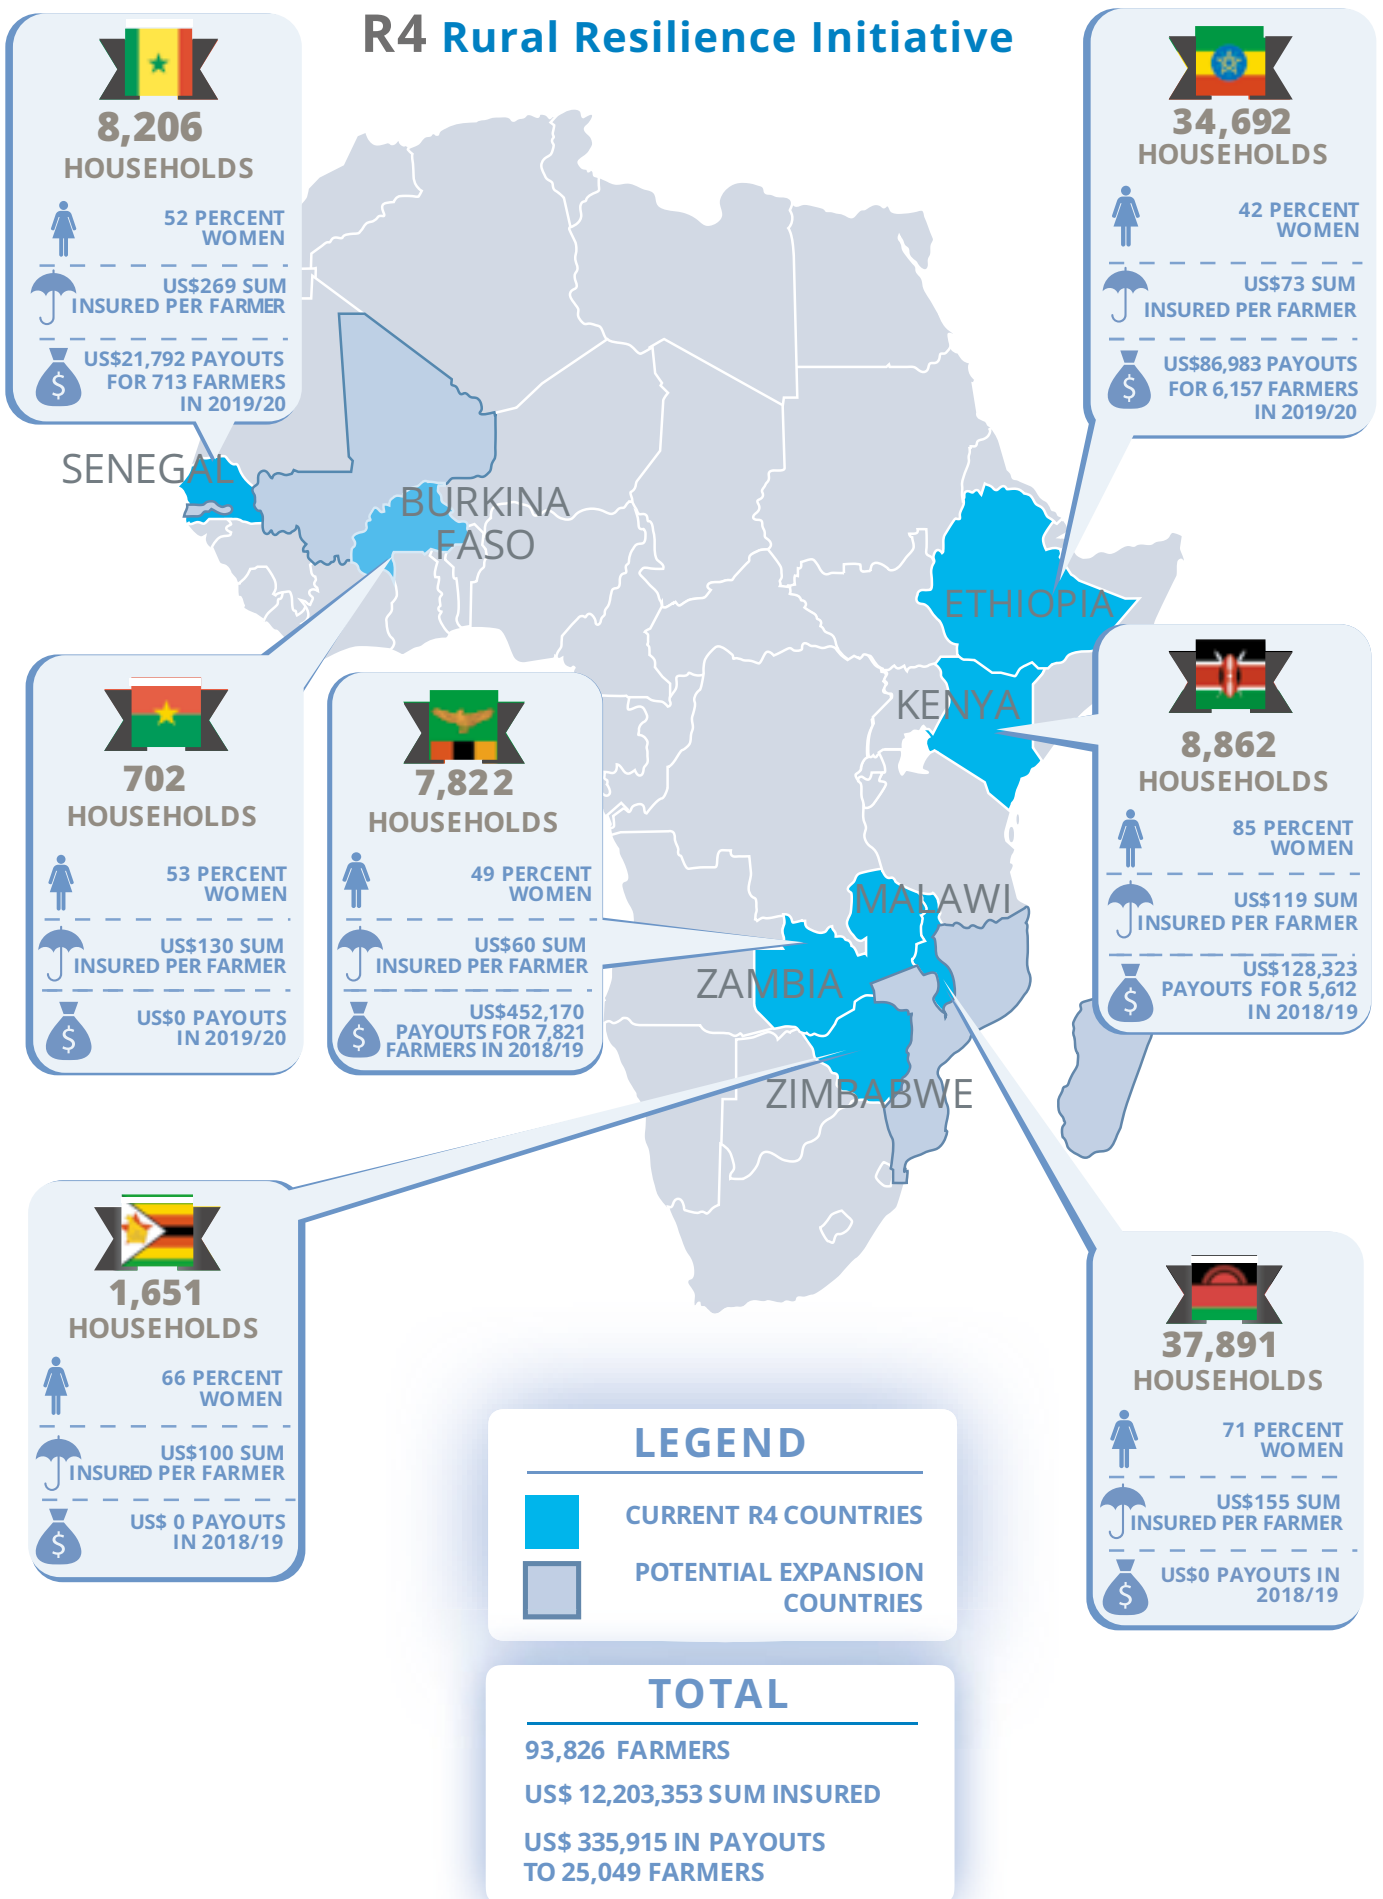 R4 Rural Resilience Initiative
8,206
HOUSEHOLDS
52 PERCENT
WOMEN
US$269 SUM
INSURED PER FARMER
US$21,792 PAYOUTS
FOR 713 FARMERS
IN 2019/20
34,692
HOUSEHOLDS
42 PERCENT
WOMEN
US$73 SUM
INSURED PER FARMER
US$86,983 PAYOUTS
FOR 6,157 FARMERS
IN 2019/20
SENEGAL
BURKINA
FASO
ETHIOPIA
KENYA
MALAWI
ZAMBIA
ZIMBABWE
702
HOUSEHOLDS
53 PERCENT
WOMEN
US$130 SUM
INSURED PER FARMER
US$0 PAYOUTS
IN 2019/20
7,822
HOUSEHOLDS
49 PERCENT
WOMEN
US$60 SUM
INSURED PER FARMER
US$452,170
PAYOUTS FOR 7,821
FARMERS IN 2018/19
8,862
HOUSEHOLDS
85 PERCENT
WOMEN
US$119 SUM
INSURED PER FARMER
US$128,323
PAYOUTS FOR 5,612
IN 2018/19
1,651
HOUSEHOLDS
66 PERCENT
WOMEN
US$100 SUM
INSURED PER FARMER
US$ 0 PAYOUTS
IN 2018/19
37,891
HOUSEHOLDS
71 PERCENT
WOMEN
US$155 SUM
INSURED PER FARMER
US$0 PAYOUTS IN
2018/19
LEGEND
CURRENT R4 COUNTRIES
POTENTIAL EXPANSION
COUNTRIES
TOTAL
93,826 FARMERS
US$ 12,203,353 SUM INSURED
US$ 335,915 IN PAYOUTS
TO 25,049 FARMERS
$
$
$
$
$
$
$